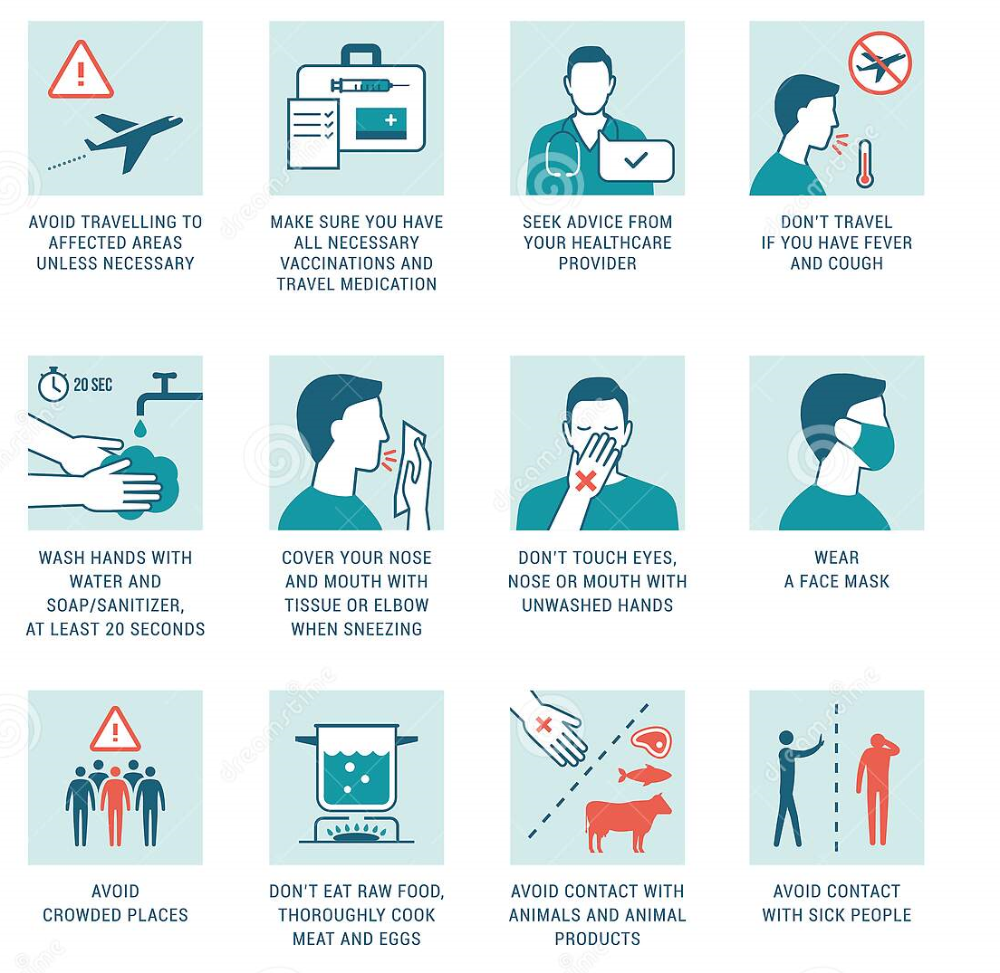 AVOID TRAVELLING TO
AFFECTED AREAS
UNLESS NECESSARY
MAKE SURE YOU HAVE
ALL NECESSARY
VACCINATIONS AND
TRAVEL MEDICATION
SEEK ADVICE FROM
YOUR HEALTHCARE
PROVIDER
DON'T TRAVEL
IF YOU HAVE FEVER
AND COUGH
20 SEC
WASH HANDS WITH
WATER AND
SOAP/SANITIZER,
AT LEAST 20 SECONDS
COVER YOUR NOSE
AND MOUTH WITH
TISSUE OR ELBOW
WHEN SNEEZING
DON'T TOUCH EYES,
NOSE OR MOUTH WITH
UNWASHED HANDS
WEAR
A FACE MASK
AVOID
CROWDED PLACES
DON'T EAT RAW FOOD,
THOROUGHLY COOK
MEAT AND EGGS
AVOID CONTACT WITH
ANIMALS AND ANIMAL
PRODUCTS
AVOID CONTACT
WITH SICK PEOPLE
dreamstime